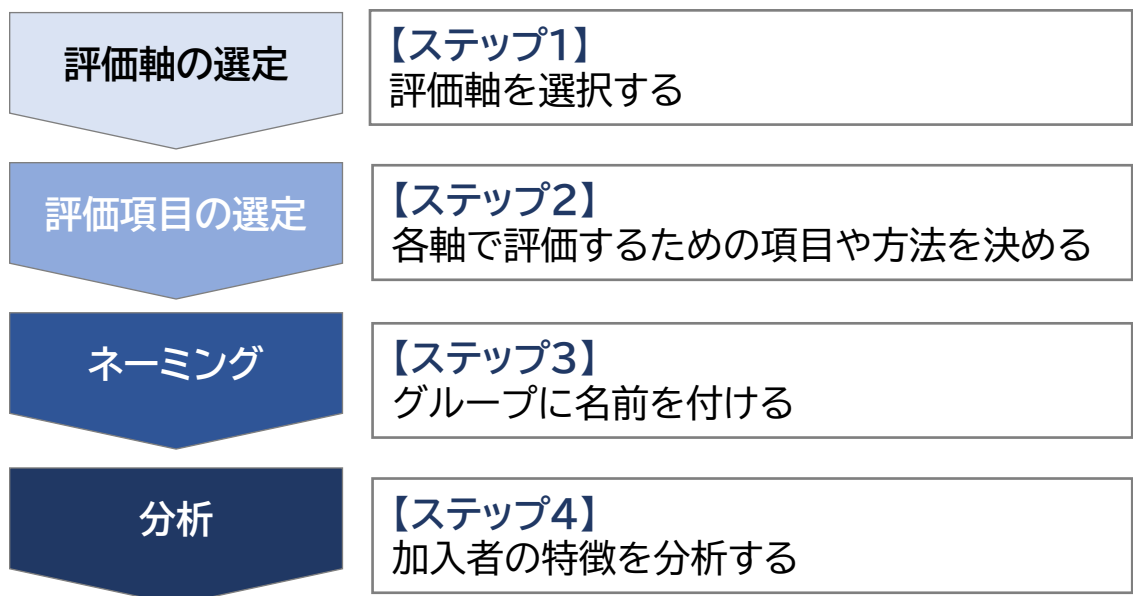 評価軸の選定
【ステップ1】
評価軸を選択する
評価項目の選定
【ステップ2】
各軸で評価するための項目や方法を決める
ネーミング
【ステップ3】
グループに名前を付ける
分析
【ステップ4】
加入者の特徴を分析する